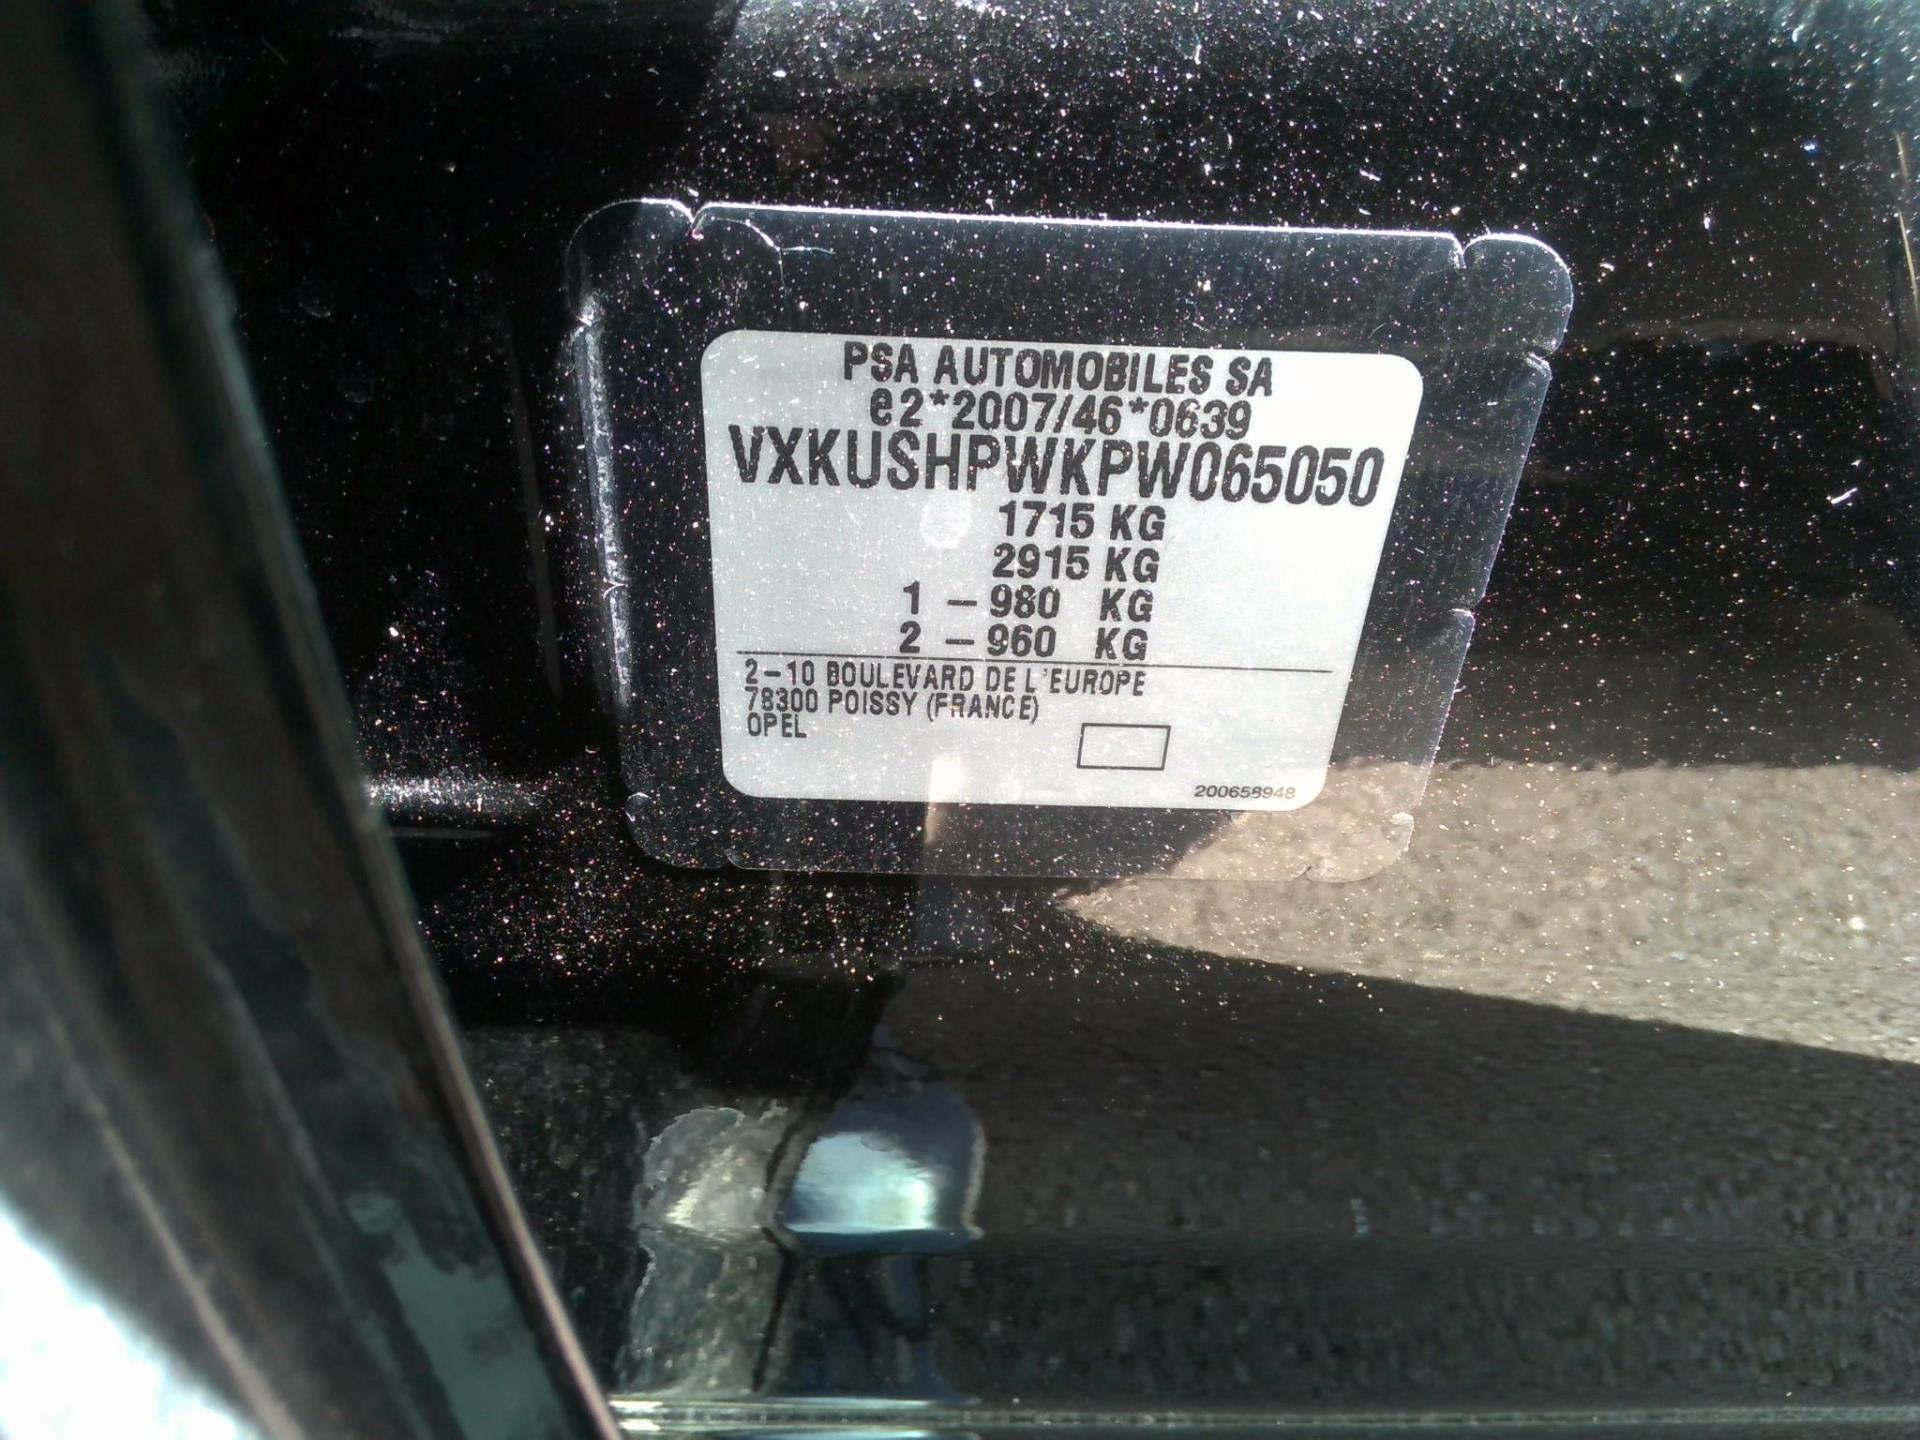 PSA AUTOMOBILES SA
e2*2007/46*0639
VXKUSHPWKPW065050
1715 KG
2915 KG
1 – 980 KG
2 – 960 KG
2-10 BOULEVARD DE L'EUROPE
78300 POISSY (FRANCE)
OPEL
200658948